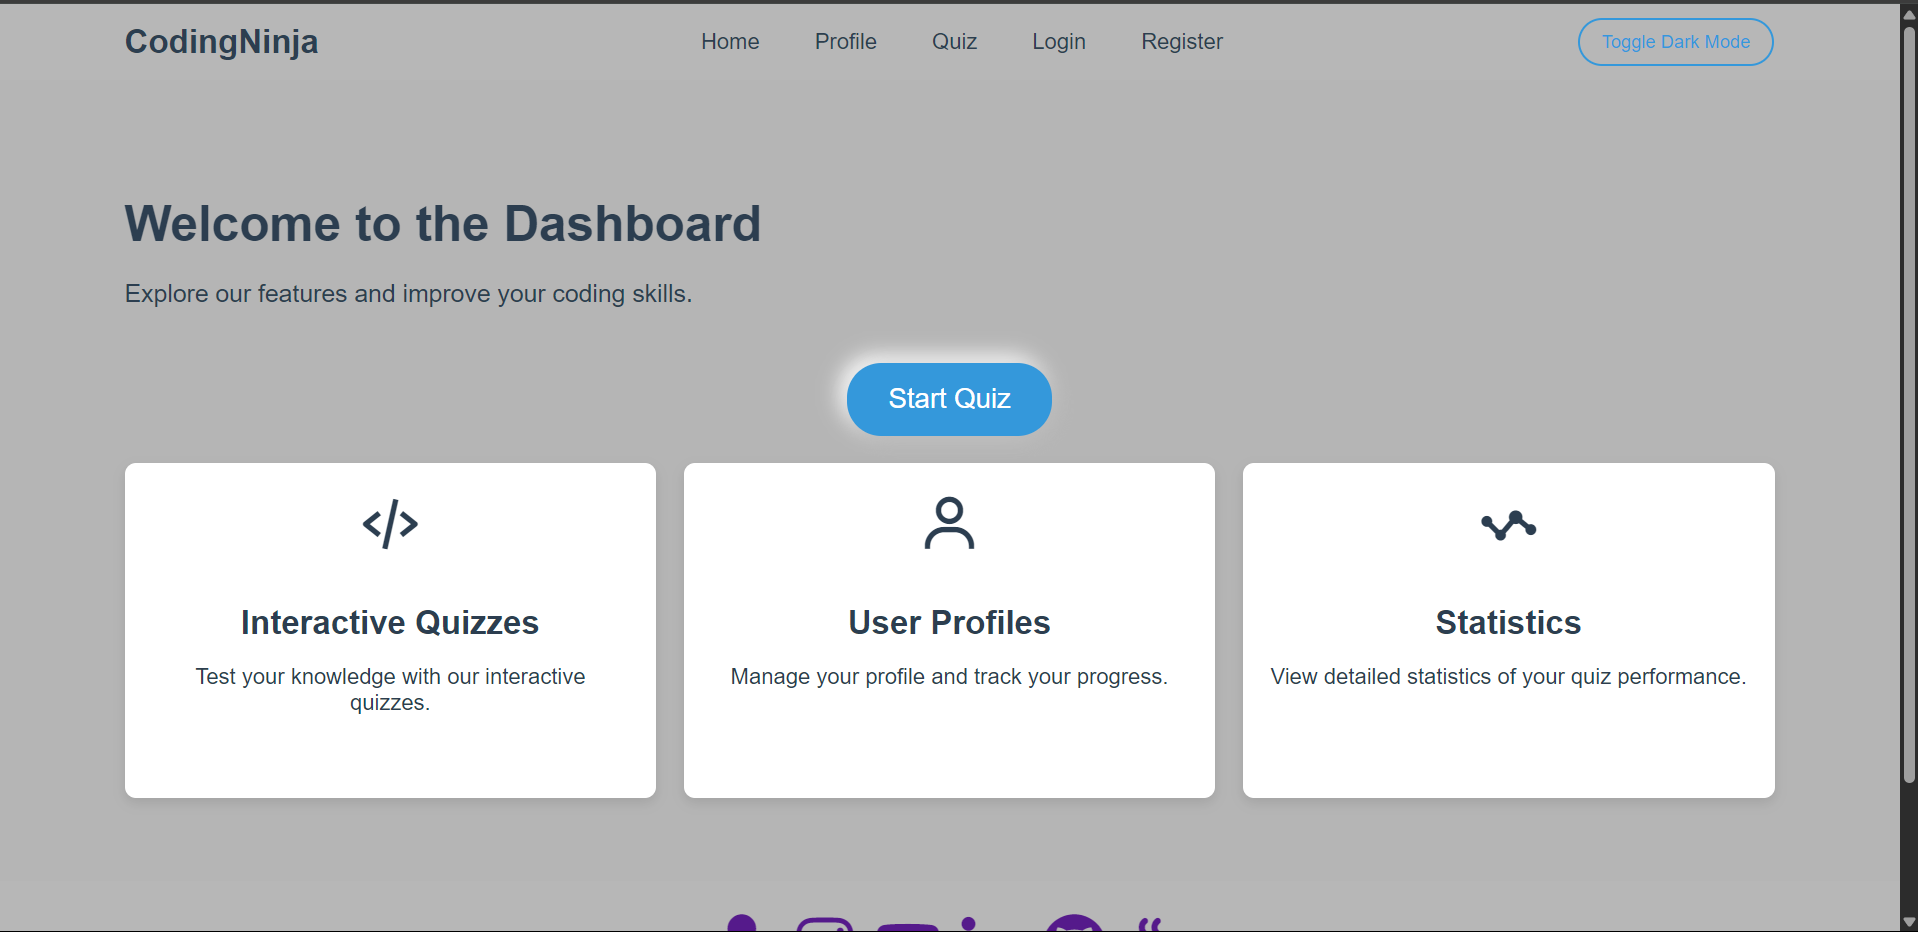 CodingNinja
Home Profile Quiz Login Register
Toggle Dark Mode
Welcome to the Dashboard
Explore our features and improve your coding skills.
Start Quiz
Interactive Quizzes
Test your knowledge with our interactive
quizzes.
User Profiles
Manage your profile and track your progress.
Statistics
View detailed statistics of your quiz performance.